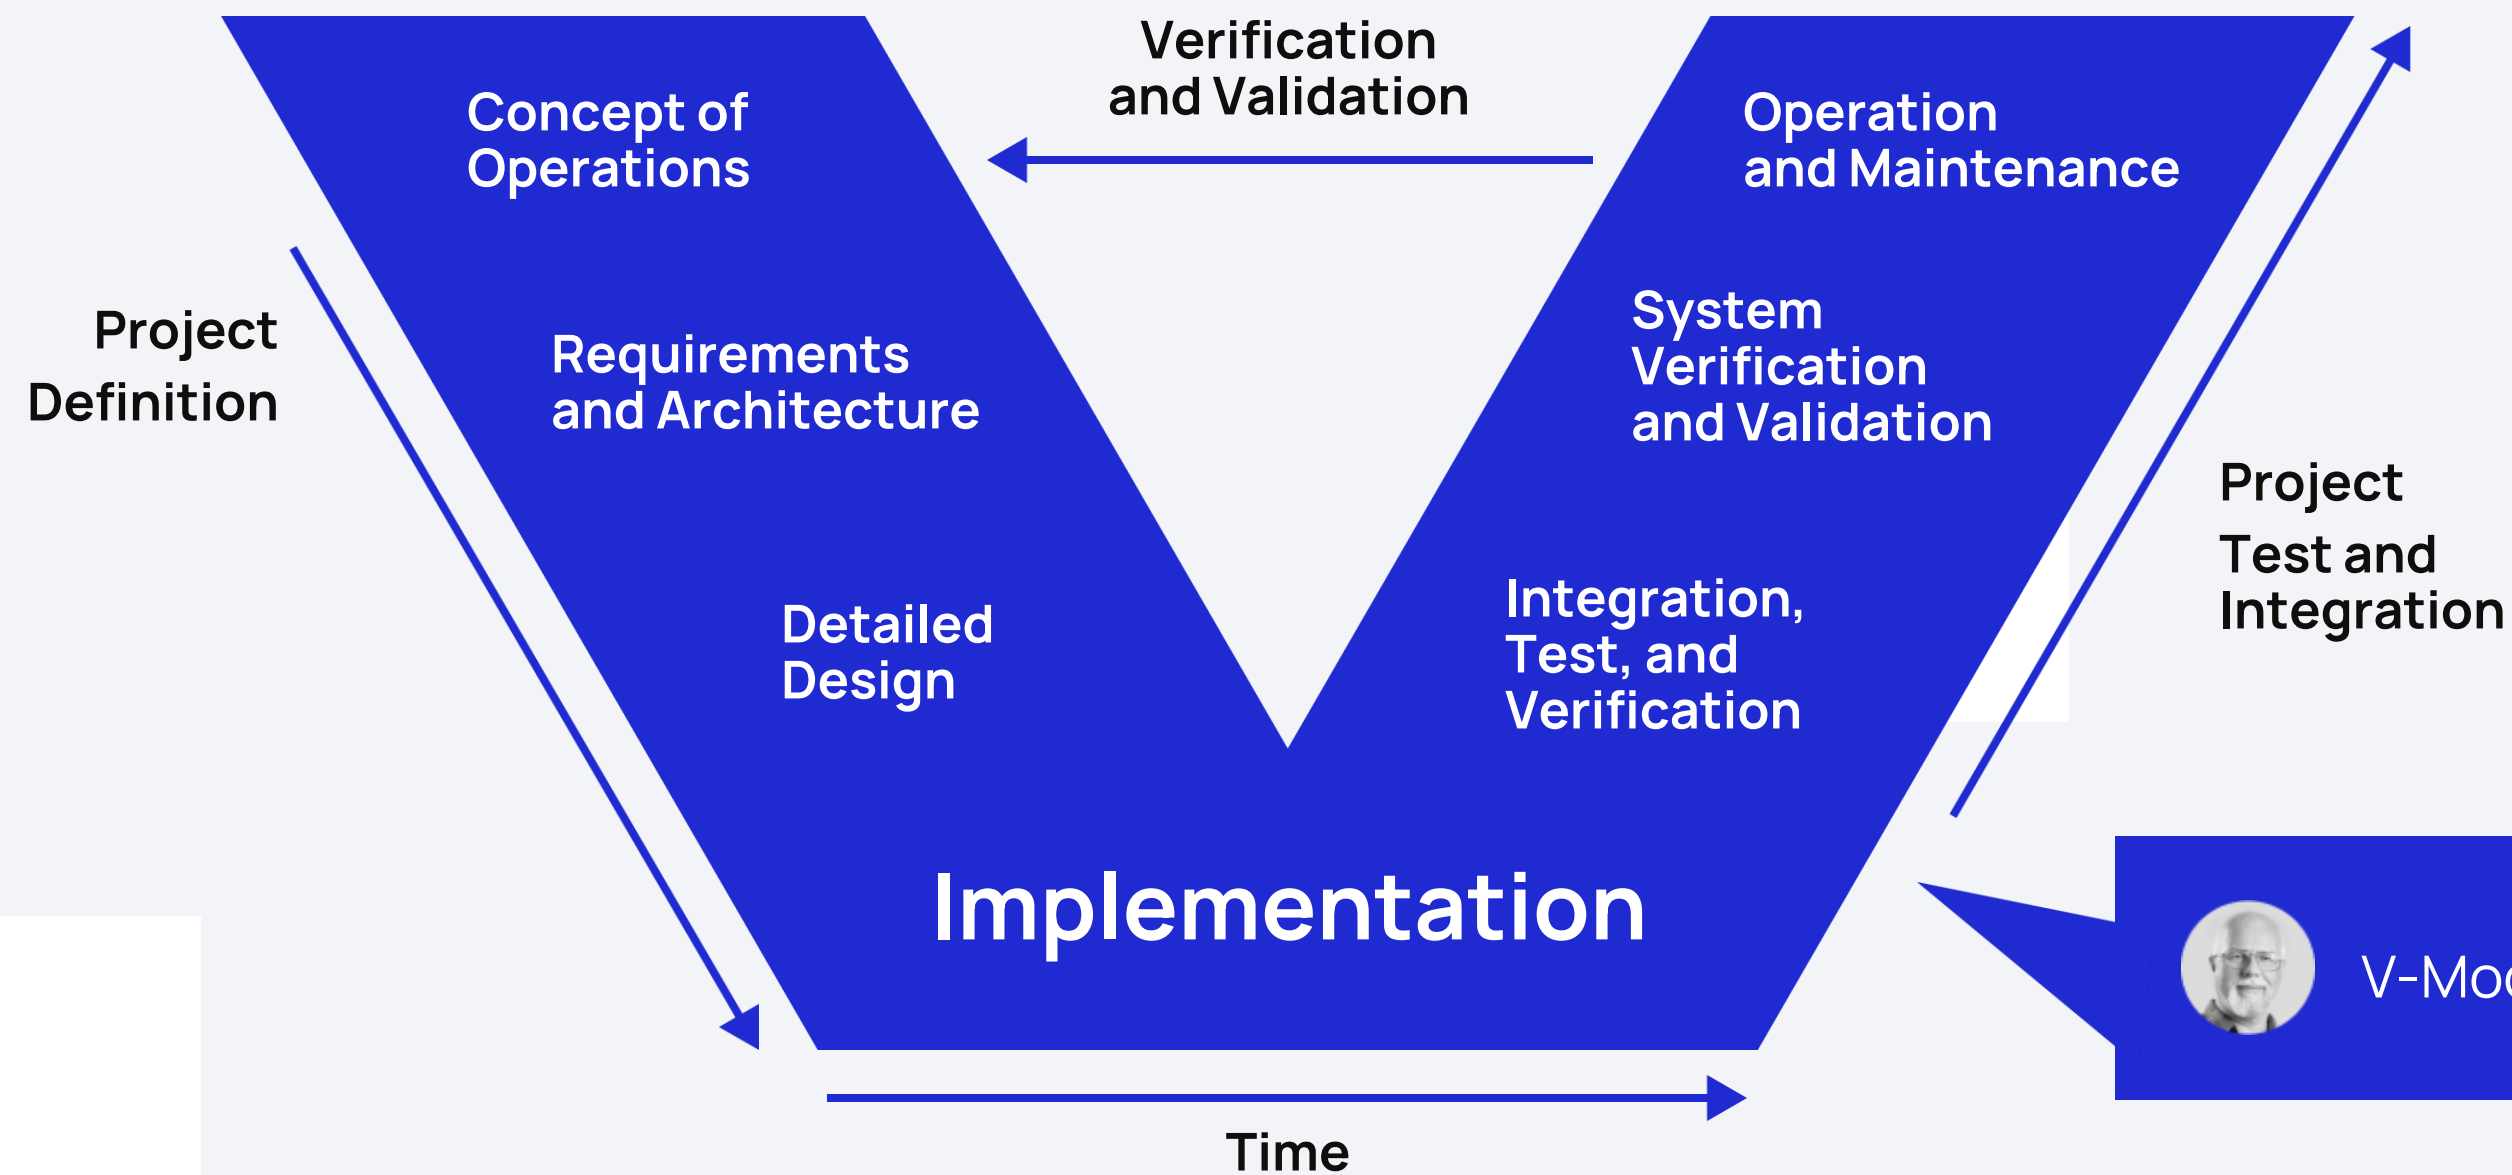 Verification
and Validation
Concept of
Operations
Operation
and Maintenance
Project
Definition
Requirements
and Architecture
System
Verification
and Validation
Project
Test and
Integration
Detailed
Design
Integration,
Test, and
Verification
Implementation
V-Mo
Time